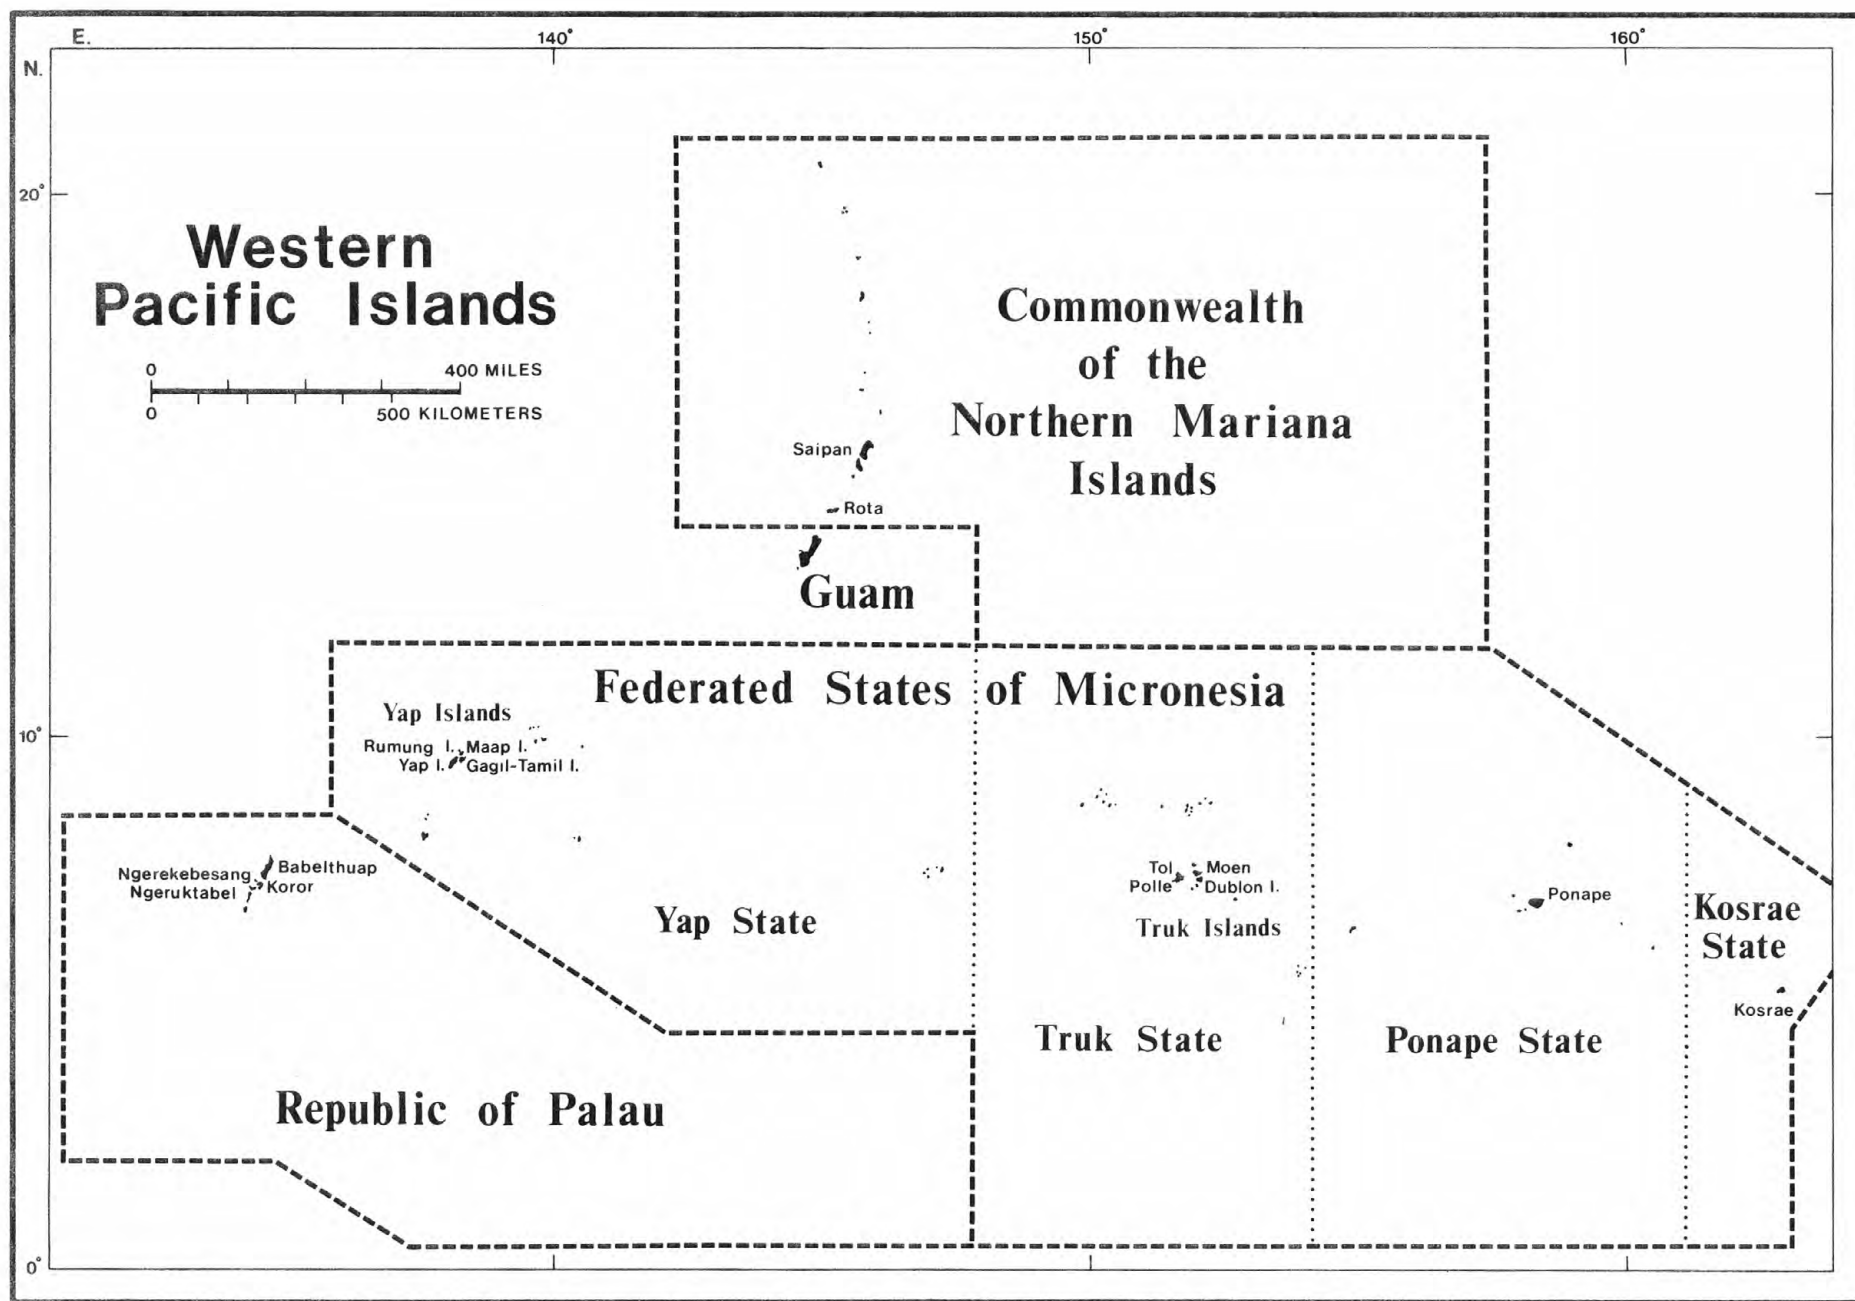 E.
140°
150°
160°
N.
20°
Western
Pacific Islands
0 400 MILES
0 500 KILOMETERS
Commonwealth
of the
Northern Mariana
Islands
Saipan
Rota
Guam
Federated States of Micronesia
Yap Islands
10°
Rumung I. Maap I.
Yap I. Gagil-Tamil I.
Ngerekebesang Babelthuap
Ngeruktabel Koror
Tol Moen
Polle Dublon I.
Truk Islands
Ponape
Yap State
Kosrae
State
Kosrae
Truk State
Ponape State
Republic of Palau
0°
140°
150°
160°